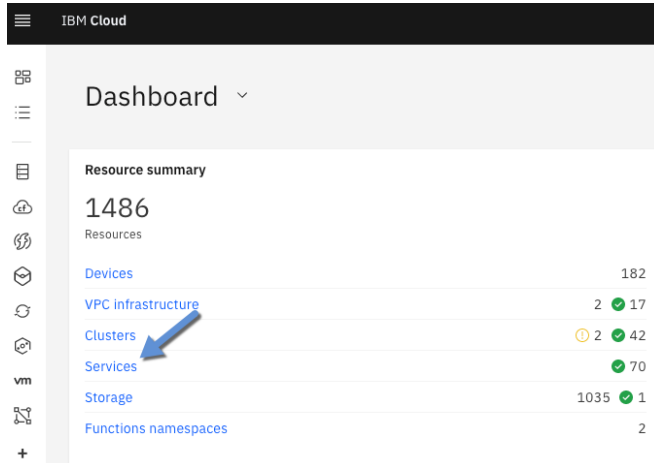 IBM Cloud
Dashboard
Resource summary
1486
Resources
Devices 182
VPC infrastructure 2 17
Clusters 2 42
Services 70
Storage 1035 1
Functions namespaces 2
cf
vm